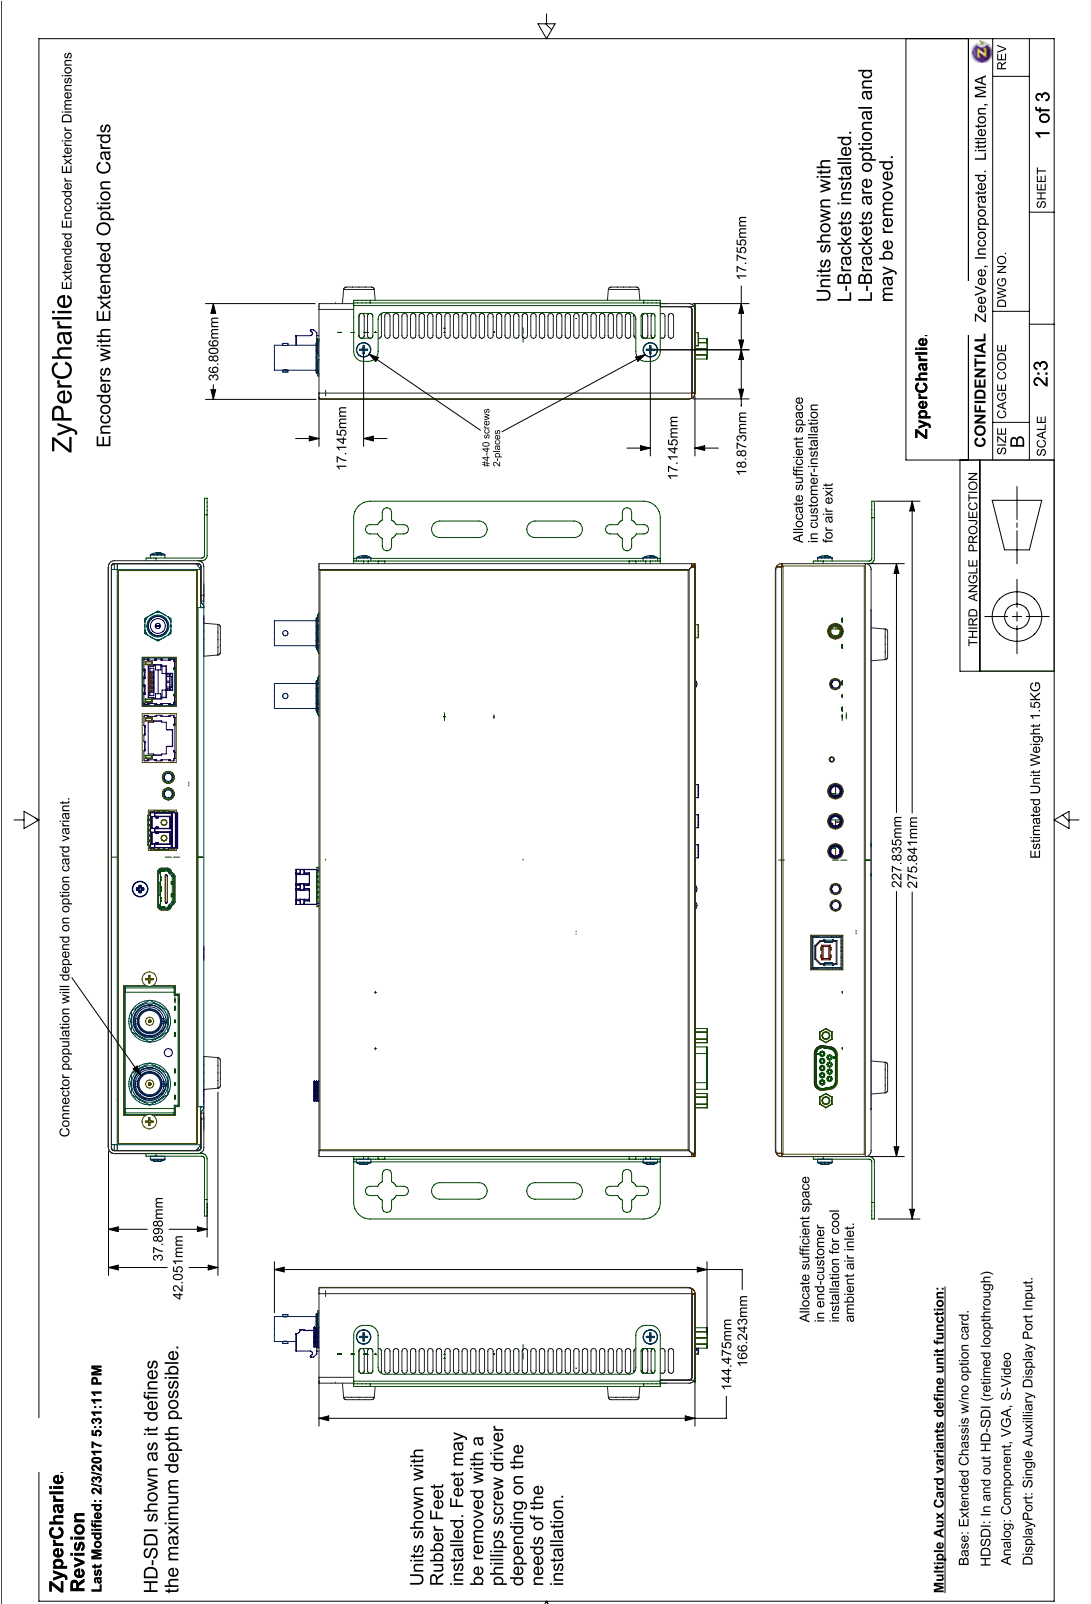 ZyperCharlie.
Revision
Last Modified: 2/3/2017 5:31:11 PM
HD-SDI shown as it defines
the maximum depth possible.
ZyPerCharlie Extended Encoder Exterior Dimensions
Encoders with Extended Option Cards
Connector population will depend on option card variant.
37.898mm
42.051mm
36.806mm
17.145mm
#4-40 screws
2-places
17.145mm
18.873mm
17.755mm
144.475mm
166.243mm
Units shown with
Rubber Feet
installed. Feet may
be removed with a
phillips screw driver
depending on the
needs of the
installation.
Units shown with
L-Brackets installed.
L-Brackets are optional and
may be removed.
Allocate sufficient space
in end-customer
installation for cool
ambient air inlet.
Allocate sufficient space
in customer-installation
for air exit
227.835mm
275.841mm
Multiple Aux Card variants define unit function:
Base: Extended Chassis w/no option card.
HDSDI: In and out HD-SDI (retimed loopthrough)
Analog: Component, VGA, S-Video
DisplayPort: Single Auxilliary Display Port Input.
Estimated Unit Weight 1.5KG
THIRD ANGLE PROJECTION
ZyperCharlie.
CONFIDENTIAL ZeeVee, Incorporated. Littleton, MA
SIZE
B
CAGE CODE
DWG NO.
REV
SCALE 2:3
SHEET 1 of 3